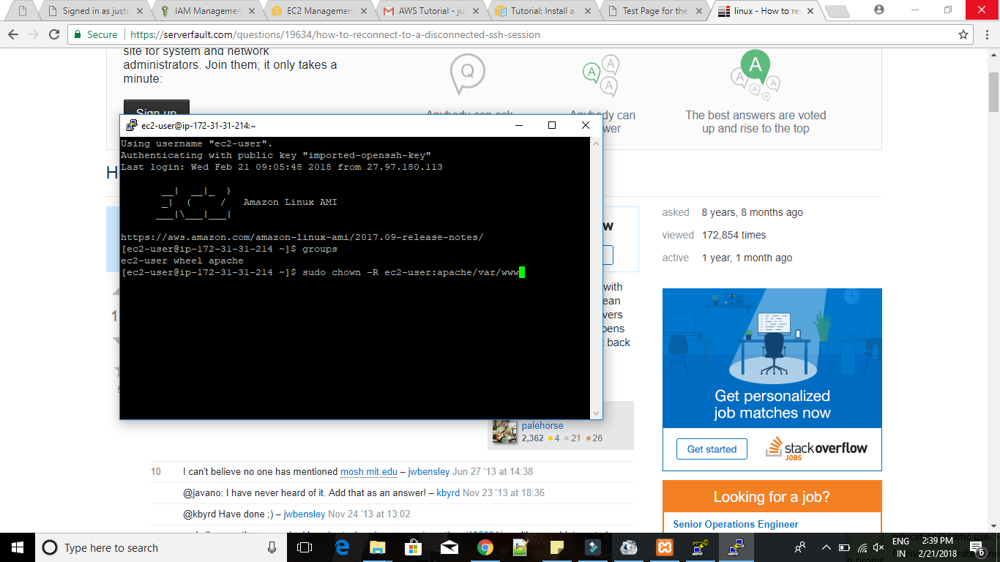 Signed in as justi
IAM Managemen
EC2 Management
AWS Tutorial - jus
Tutorial: Install a L
Test Page for the
linux - How to rec
Secure
https://serverfault.com/questions/19634/how-to-reconnect-to-a-disconnected-ssh-session
site for system and network
administrators. Join them; it only takes a
minute:
Sign up
Q
A
A
A
A
A
A
A
A
Anybody can ask
Anybody can
wer
The best answers are voted
up and rise to the top
ec2-user@ip-172-31-31-214:~
Using username "ec2-user".
Authenticating with public key "imported-openssh-key"
Last login: Wed Feb 21 09:05:48 2018 from 27.97.180.113
__|  __|_  )
_|  (     /   Amazon Linux AMI
___|\___|___|
https://aws.amazon.com/amazon-linux-ami/2017.09-release-notes/
[ec2-user@ip-172-31-31-214 ~]$ groups
ec2-user wheel apache
[ec2-user@ip-172-31-31-214 ~]$ sudo chown -R ec2-user:apache/var/www
H
w
1
with
ean
vers
pens
t back
asked 8 years, 8 months ago
viewed 172,854 times
active 1 year, 1 month ago
Get personalized
job matches now
Get started
stackoverflow
JOBS
Looking for a job?
Senior Operations Engineer
palehorse
2,362 4 21 26
10 I can't believe no one has mentioned mosh.mit.edu – jwbensley Jun 27 '13 at 14:38
@javano: I have never heard of it. Add that as an answer! – kbyrd Nov 23 '13 at 18:36
@kbyrd Have done ;) – jwbensley Nov 24 '13 at 13:02
Type here to search
ENG
IN
2:39 PM
2/21/2018
6